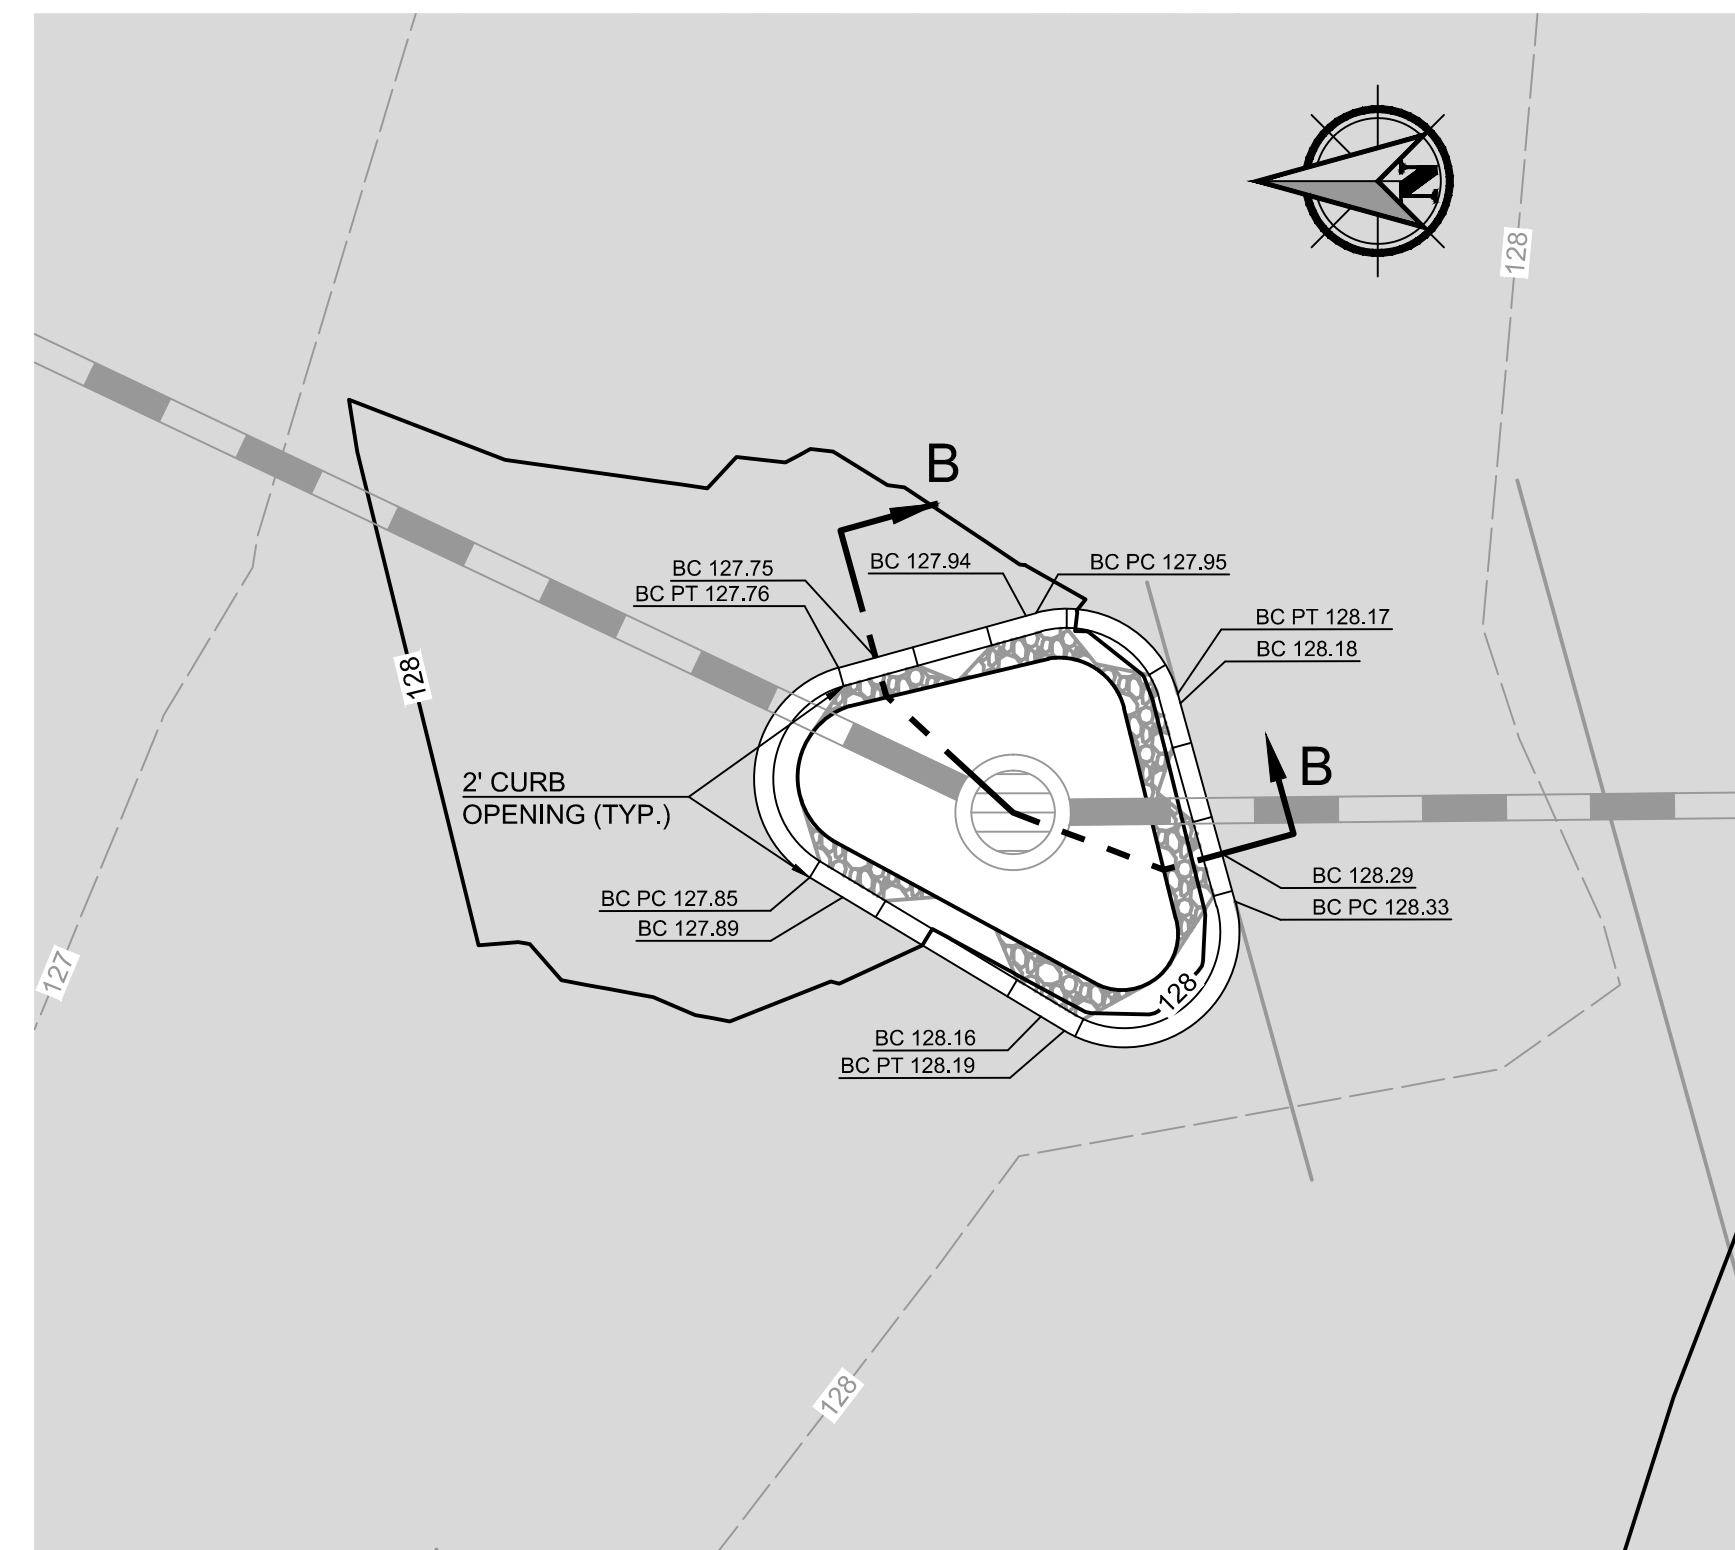 N
128
B
BC 127.75
BC 127.94
BC PC 127.95
BC PT 127.76
BC PT 128.17
BC 128.18
128
B
2' CURB
OPENING (TYP.)
BC 128.29
BC PC 127.85
BC PC 128.33
BC 127.89
127
128
BC 128.16
BC PT 128.19
128